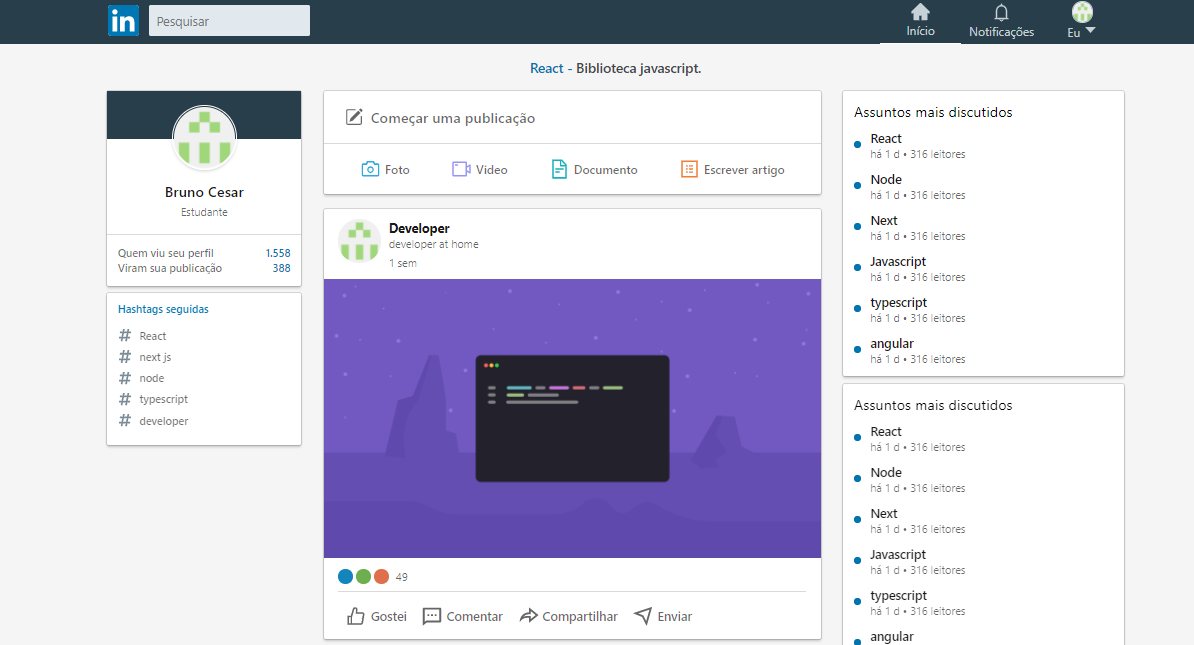 in
Pesquisar
Início
Notificações
Eu
React - Biblioteca javascript.
Bruno Cesar
Estudante
Quem viu seu perfil 1.558
Viram sua publicação 388
Hashtags seguidas
# React
# next js
# node
# typescript
# developer
Começar uma publicação
Foto
Video
Documento
Escrever artigo
Developer
developer at home
1 sem
49
Gostei
Comentar
Compartilhar
Enviar
Assuntos mais discutidos
React
há 1 d • 316 leitores
Node
há 1 d • 316 leitores
Next
há 1 d • 316 leitores
Javascript
há 1 d • 316 leitores
typescript
há 1 d • 316 leitores
angular
há 1 d • 316 leitores
Assuntos mais discutidos
React
há 1 d • 316 leitores
Node
há 1 d • 316 leitores
Next
há 1 d • 316 leitores
Javascript
há 1 d • 316 leitores
typescript
há 1 d • 316 leitores
angular